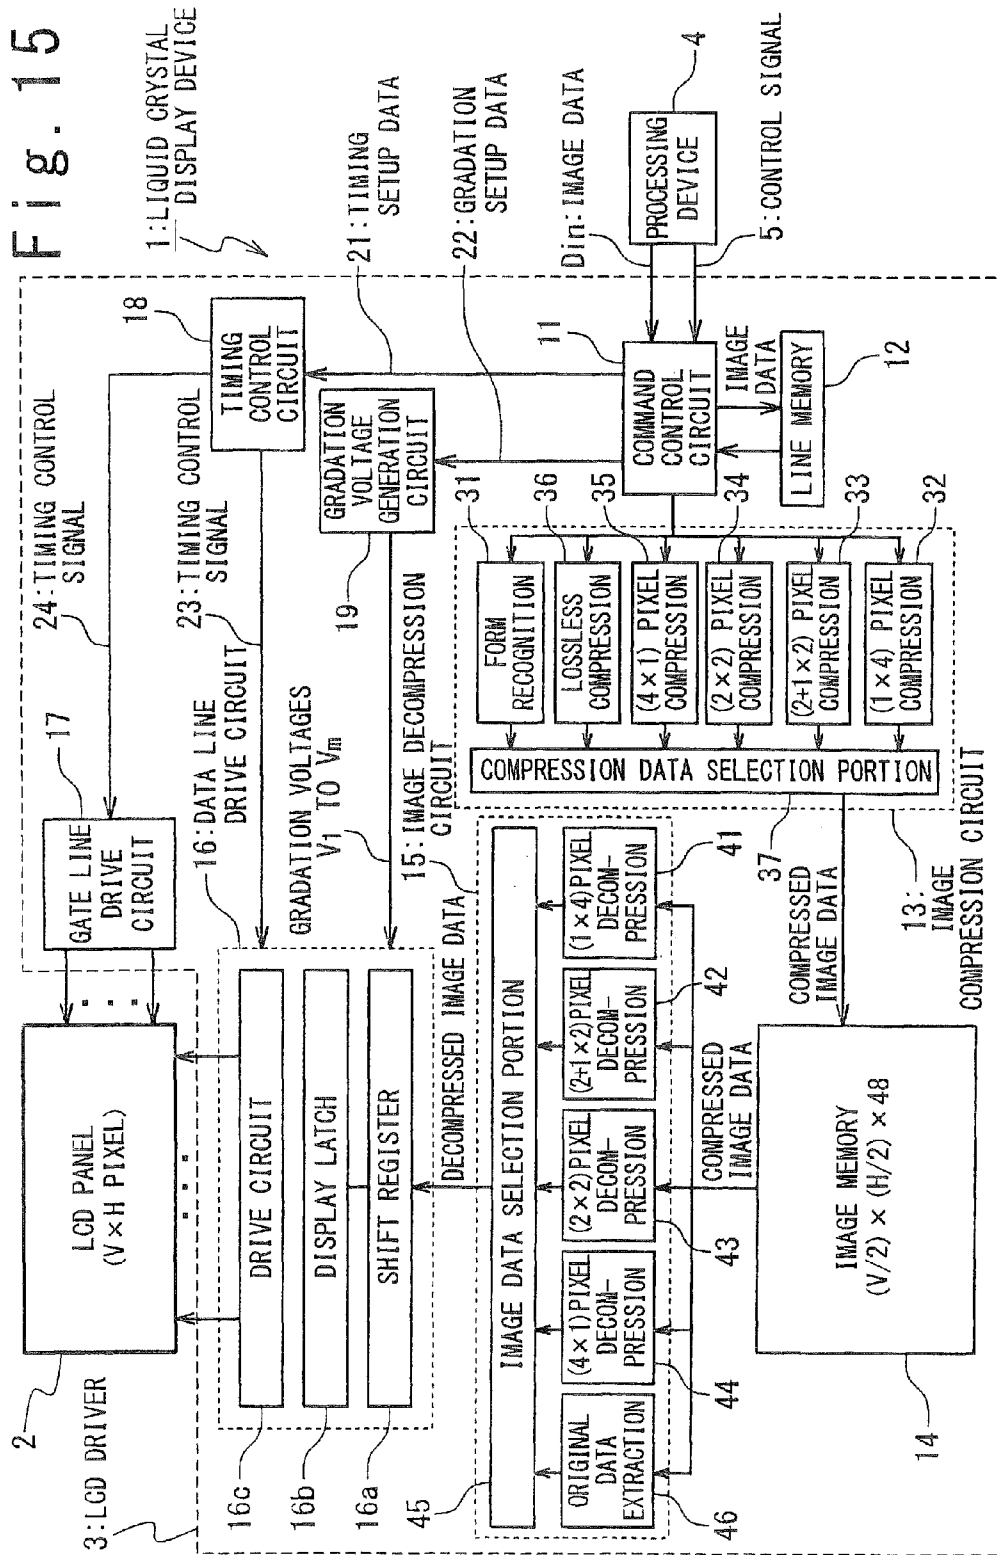 Fig. 15
1:LIQUID CRYSTAL
DISPLAY DEVICE
3:LCD DRIVER
2
LCD PANEL
(V×H PIXEL)
17
GATE LINE
DRIVE
CIRCUIT
24:TIMING CONTROL
SIGNAL
18
TIMING
CONTROL
CIRCUIT
21:TIMING
SETUP DATA
22:GRADATION
SETUP DATA
23:TIMING CONTROL
SIGNAL
16:DATA LINE
DRIVE CIRCUIT
16c
DRIVE CIRCUIT
16b
DISPLAY LATCH
16a
SHIFT REGISTER
GRADATION VOLTAGES
V1 TO Vm
19
GRADATION
VOLTAGE
GENERATION
CIRCUIT
Din:IMAGE DATA
PROCESSING
DEVICE
4
5:CONTROL SIGNAL
11
COMMAND
CONTROL
CIRCUIT
IMAGE
DATA
LINE MEMORY
12
DECOMPRESSED IMAGE DATA
15:IMAGE DECOMPRESSION
CIRCUIT
45
IMAGE DATA SELECTION PORTION
ORIGINAL
DATA
EXTRACTION
46
(4×1)PIXEL
DECOM-
PRESSION
44
(2×2)PIXEL
DECOM-
PRESSION
43
(2+1×2)PIXEL
DECOM-
PRESSION
42
(1×4)PIXEL
DECOM-
PRESSION
41
FORM
RECOGNITION
31
LOSSLESS
COMPRESSION
36
(4×1) PIXEL
COMPRESSION
35
(2×2) PIXEL
COMPRESSION
34
(2+1×2) PIXEL
COMPRESSION
33
(1×4) PIXEL
COMPRESSION
32
COMPRESSION DATA SELECTION PORTION
37
13:
IMAGE
COMPRESSION CIRCUIT
COMPRESSED
IMAGE DATA
COMPRESSED
IMAGE DATA
IMAGE MEMORY
(V/2)×(H/2)×48
14